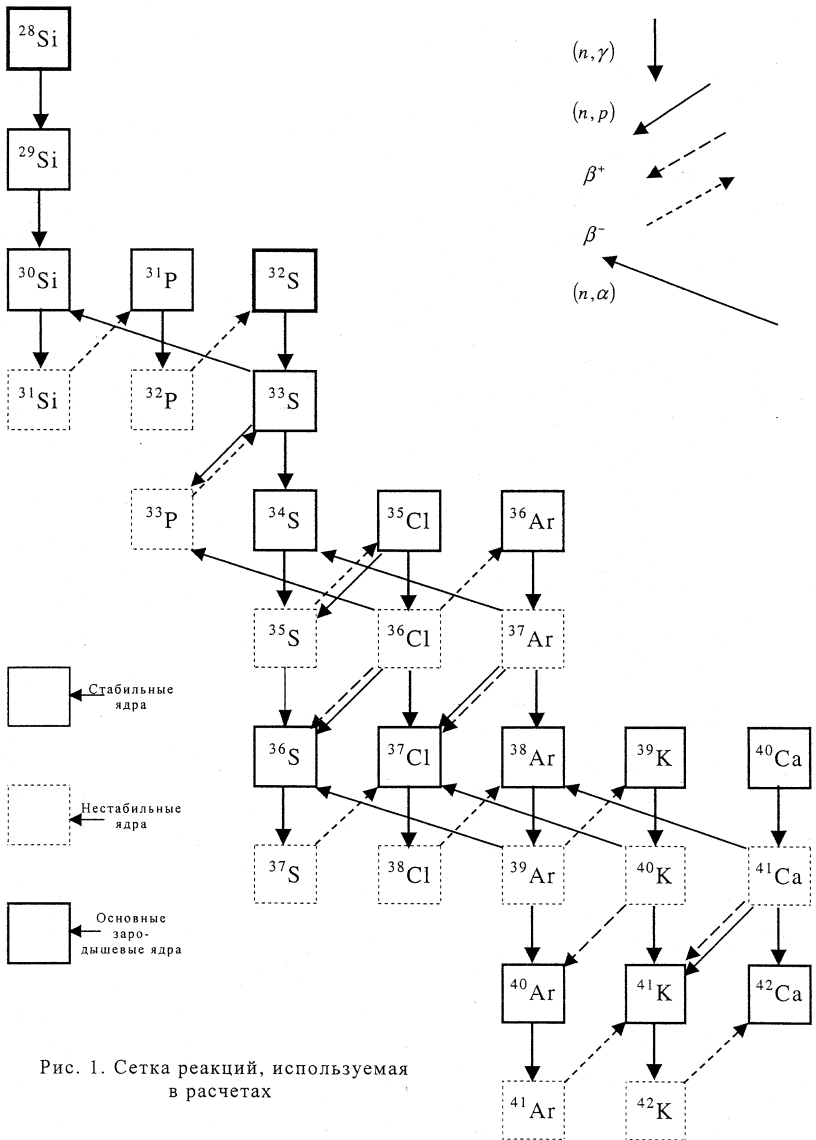 ²⁸Si
(n,γ)
(n,p)
²⁹Si
β⁺
β⁻
³⁰Si ³¹P ³²S
(n,α)
³¹Si ³²P ³³S
³³P ³⁴S ³⁵Cl ³⁶Ar
³⁵S ³⁶Cl ³⁷Ar
Стабильные
ядра
³⁶S ³⁷Cl ³⁸Ar ³⁹K ⁴⁰Ca
Нестабильные
ядра
³⁷S ³⁸Cl ³⁹Ar ⁴⁰K ⁴¹Ca
Основные
заро-
дышевые ядра
⁴⁰Ar ⁴¹K ⁴²Ca
⁴¹Ar ⁴²K
Рис. 1. Сетка реакций, используемая
в расчетах